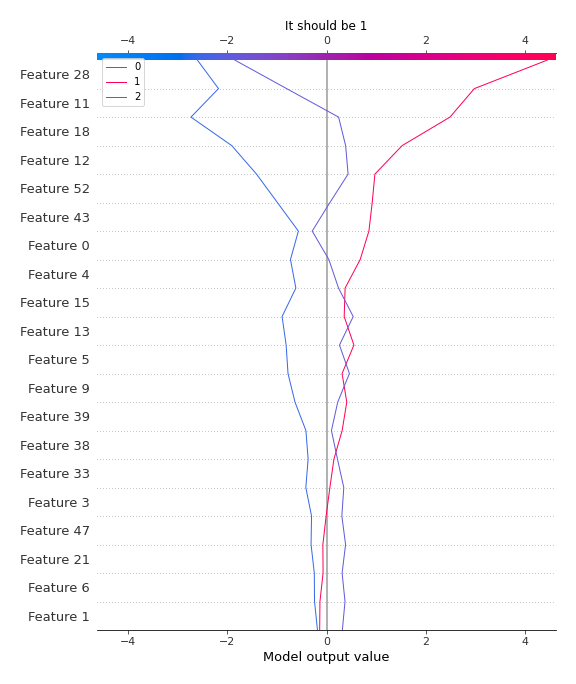 It should be 1
−4 −2 0 2 4
0
1
2
Feature 28
Feature 11
Feature 18
Feature 12
Feature 52
Feature 43
Feature 0
Feature 4
Feature 15
Feature 13
Feature 5
Feature 9
Feature 39
Feature 38
Feature 33
Feature 3
Feature 47
Feature 21
Feature 6
Feature 1
−4 −2 0 2 4
Model output value